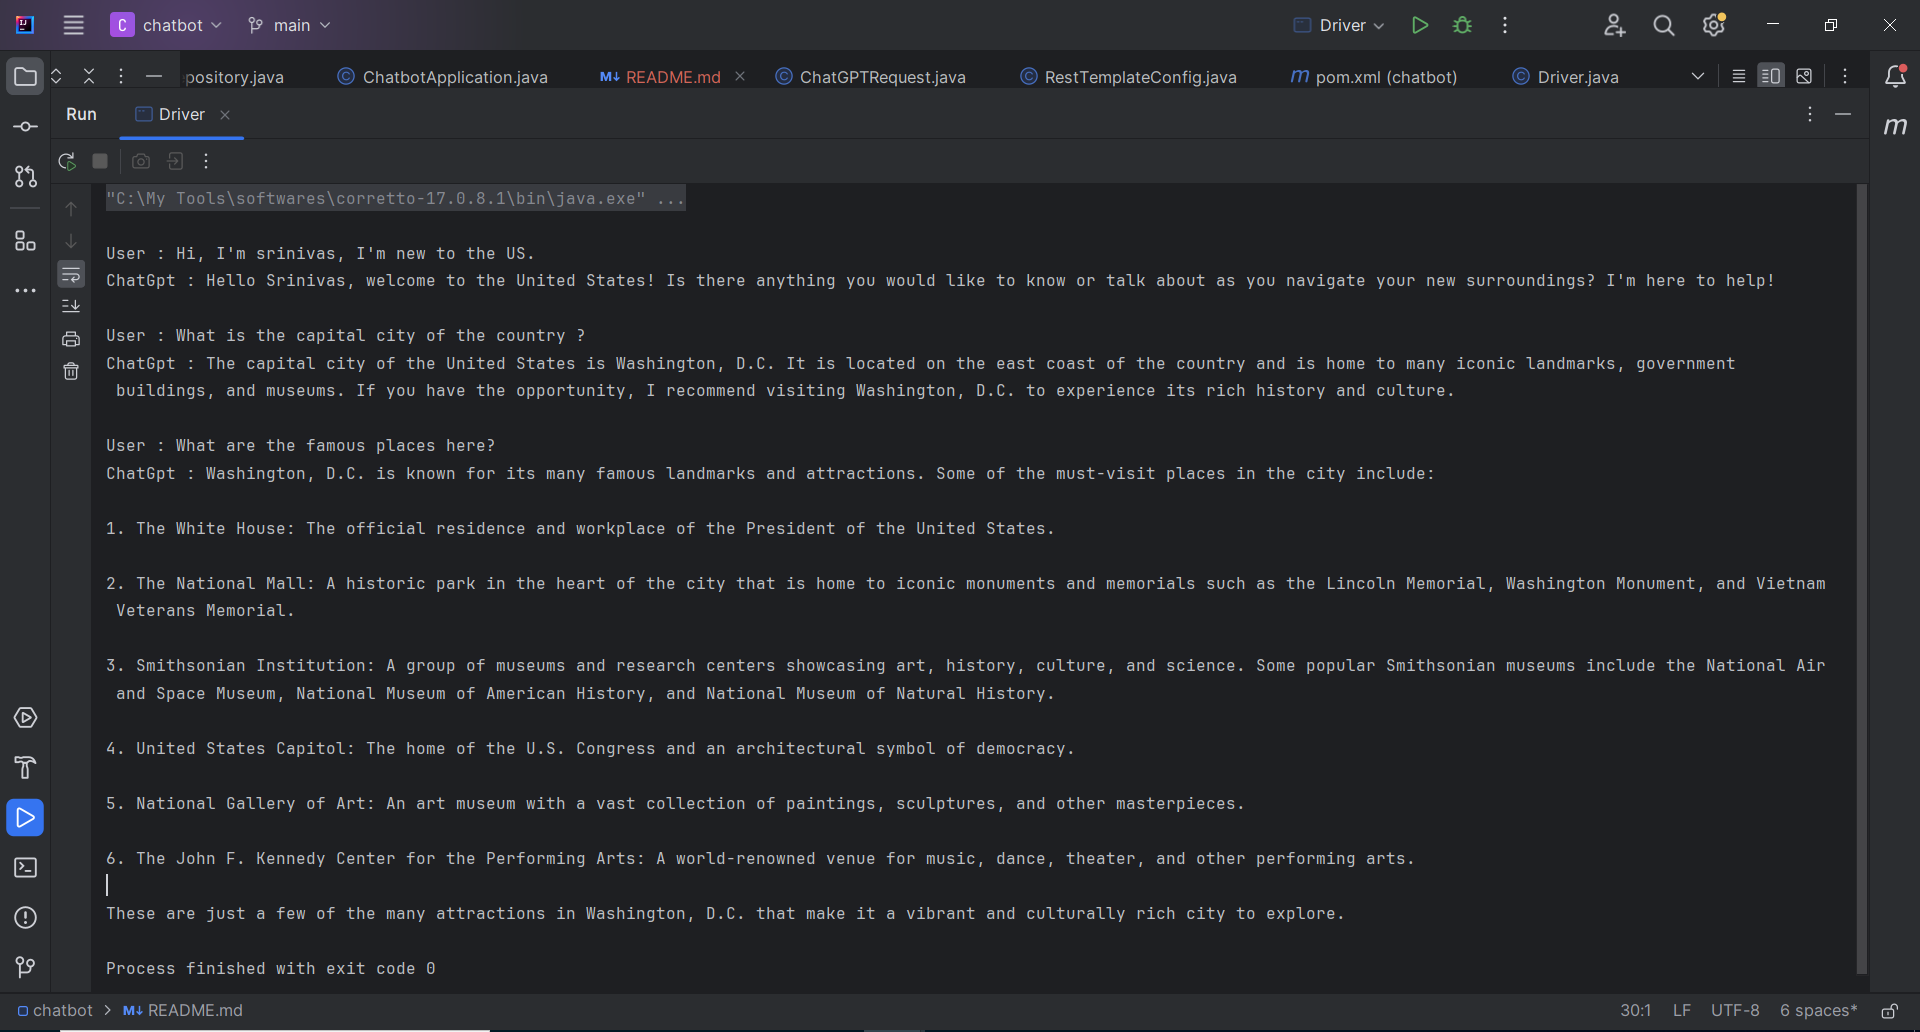 C chatbot main Driver
pository.java ChatbotApplication.java M↓ README.md ChatGPTRequest.java RestTemplateConfig.java m pom.xml (chatbot) Driver.java
Run Driver
"C:\My Tools\softwares\corretto-17.0.8.1\bin\java.exe" ...
User : Hi, I'm srinivas, I'm new to the US.
ChatGpt : Hello Srinivas, welcome to the United States! Is there anything you would like to know or talk about as you navigate your new surroundings? I'm here to help!
User : What is the capital city of the country ?
ChatGpt : The capital city of the United States is Washington, D.C. It is located on the east coast of the country and is home to many iconic landmarks, government
buildings, and museums. If you have the opportunity, I recommend visiting Washington, D.C. to experience its rich history and culture.
User : What are the famous places here?
ChatGpt : Washington, D.C. is known for its many famous landmarks and attractions. Some of the must-visit places in the city include:
1. The White House: The official residence and workplace of the President of the United States.
2. The National Mall: A historic park in the heart of the city that is home to iconic monuments and memorials such as the Lincoln Memorial, Washington Monument, and Vietnam
Veterans Memorial.
3. Smithsonian Institution: A group of museums and research centers showcasing art, history, culture, and science. Some popular Smithsonian museums include the National Air
and Space Museum, National Museum of American History, and National Museum of Natural History.
4. United States Capitol: The home of the U.S. Congress and an architectural symbol of democracy.
5. National Gallery of Art: An art museum with a vast collection of paintings, sculptures, and other masterpieces.
6. The John F. Kennedy Center for the Performing Arts: A world-renowned venue for music, dance, theater, and other performing arts.
These are just a few of the many attractions in Washington, D.C. that make it a vibrant and culturally rich city to explore.
Process finished with exit code 0
chatbot > M↓ README.md 30:1 LF UTF-8 6 spaces*